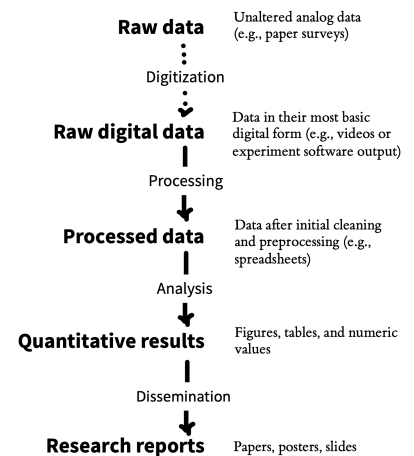 Raw data
Unaltered analog data
(e.g., paper surveys)
Digitization
Raw digital data
Data in their most basic
digital form (e.g., videos or
experiment software output)
Processing
Processed data
Data after initial cleaning
and preprocessing (e.g.,
spreadsheets)
Analysis
Quantitative results
Figures, tables, and numeric
values
Dissemination
Research reports
Papers, posters, slides